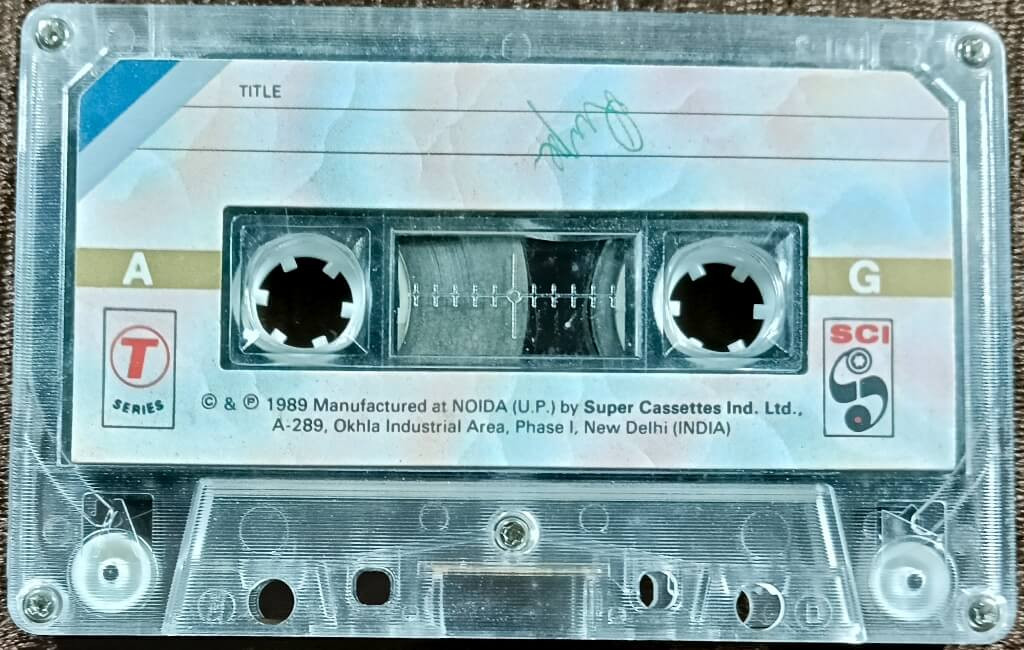 TITLE
Rupe
A
G
T
SERIES
SCI
© & ℗ 1989 Manufactured at NOIDA (U.P.) by Super Cassettes Ind. Ltd.,
A-289, Okhla Industrial Area, Phase I, New Delhi (INDIA)